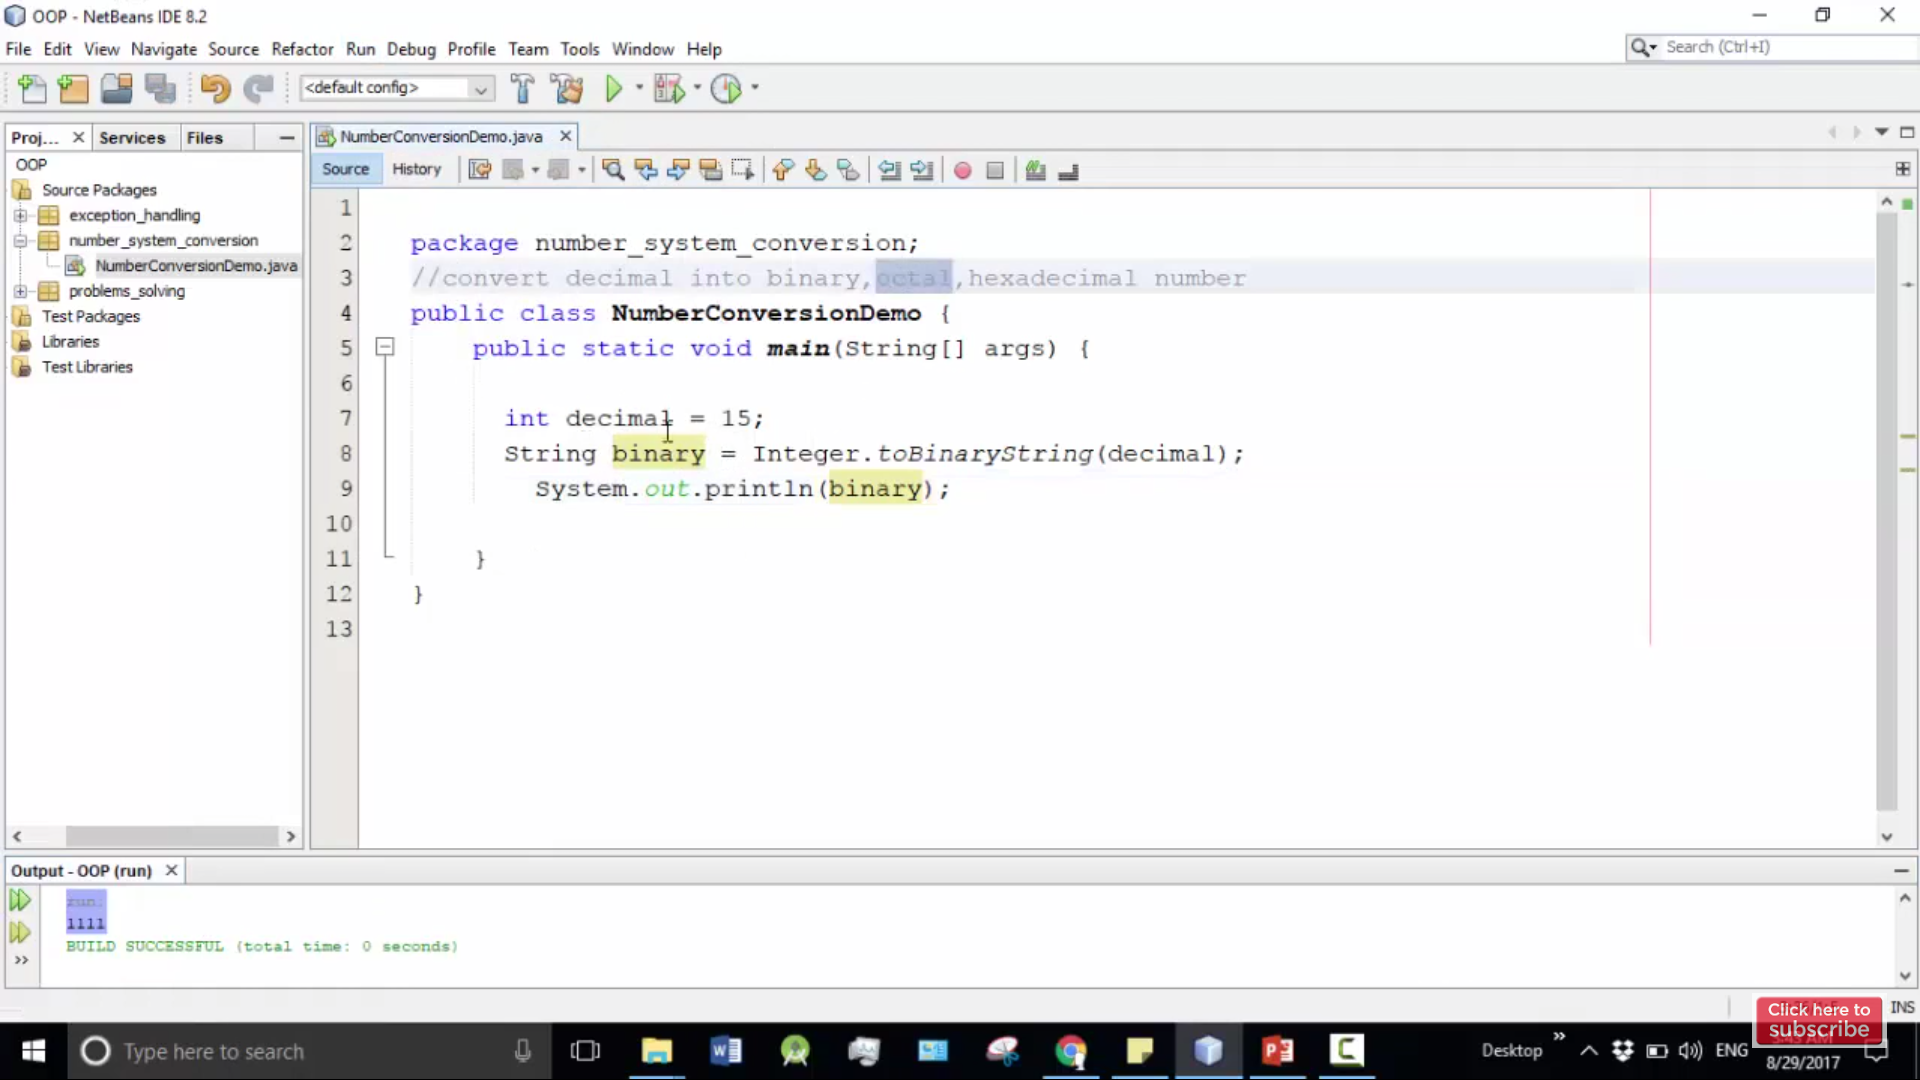 OOP - NetBeans IDE 8.2
File Edit View Navigate Source Refactor Run Debug Profile Team Tools Window Help
Search (Ctrl+I)
<default config>
Proj... Services Files
NumberConversionDemo.java
OOP
Source Packages
exception_handling
number_system_conversion
NumberConversionDemo.java
problems_solving
Test Packages
Libraries
Test Libraries
Source History
1
2 package number_system_conversion;
3 //convert decimal into binary,octal,hexadecimal number
4 public class NumberConversionDemo {
5 public static void main(String[] args) {
6
7 int decimal = 15;
8 String binary = Integer.toBinaryString(decimal);
9 System.out.println(binary);
10
11 }
12 }
13
Output - OOP (run)
run:
1111
BUILD SUCCESSFUL (total time: 0 seconds)
INS
Click here to
subscribe
Type here to search
Desktop
ENG
8/29/2017